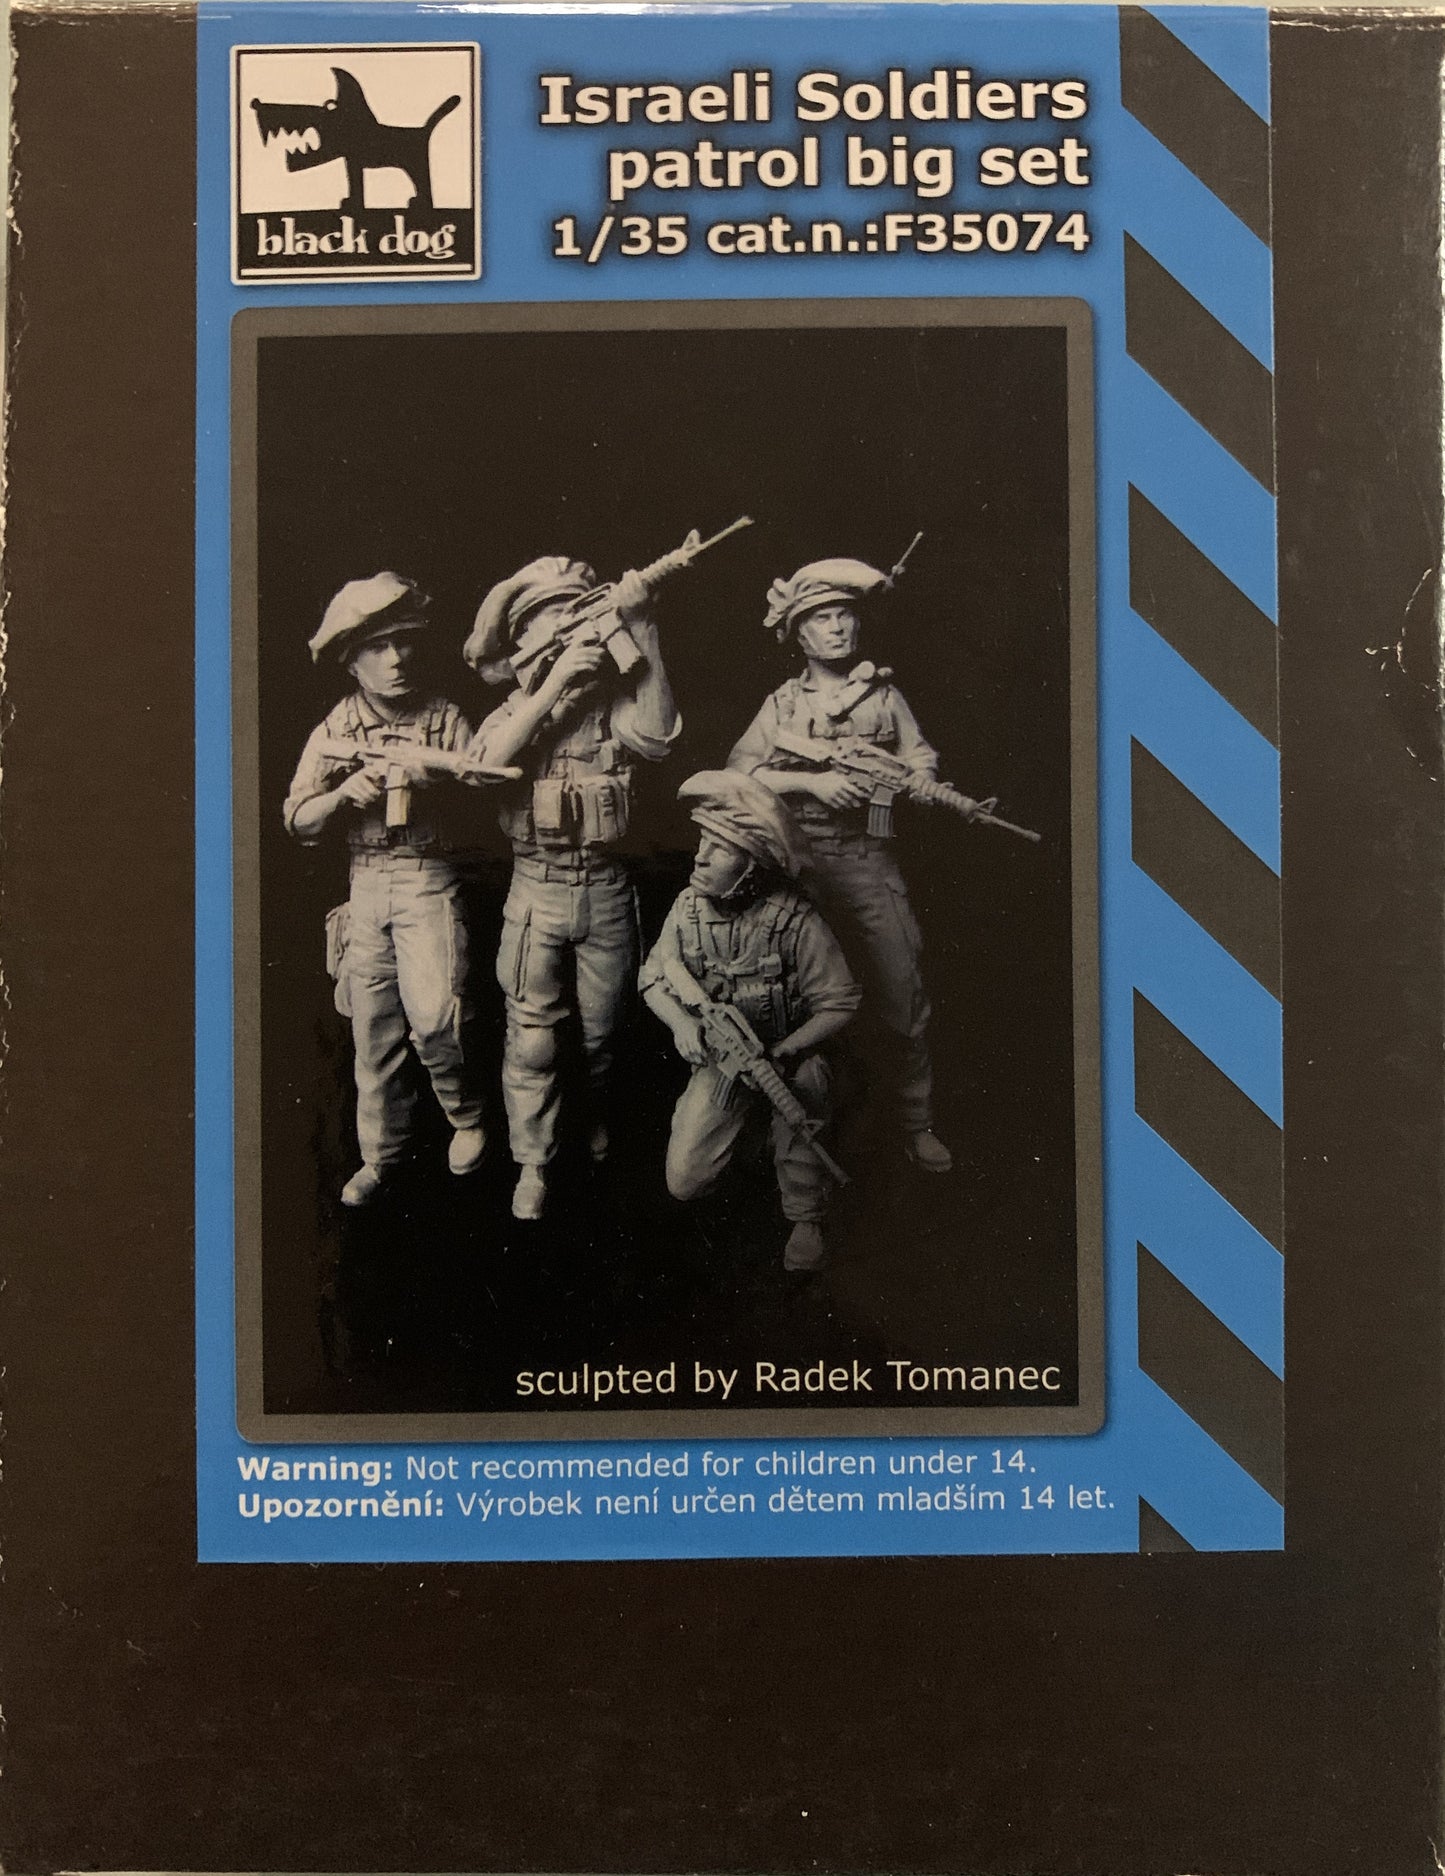 black dog
Israeli Soldiers
patrol big set
1/35 cat.n.:F35074
sculpted by Radek Tomanec
Warning: Not recommended for children under 14.
Upozornění: Výrobek není určen dětem mladším 14 let.